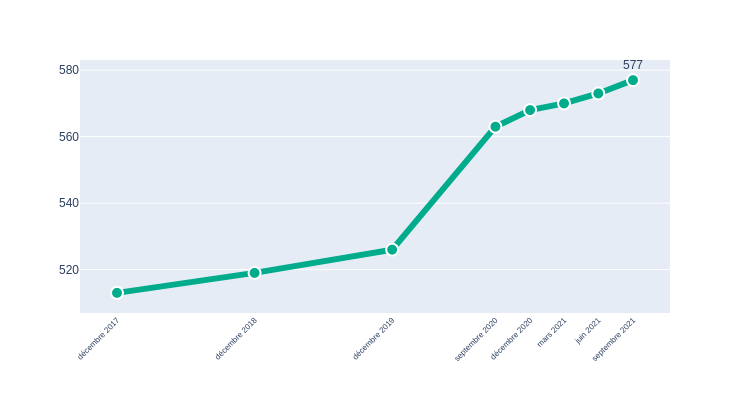 577
580
560
540
520
décembre 2017
décembre 2018
décembre 2019
septembre 2020
décembre 2020
mars 2021
juin 2021
septembre 2021